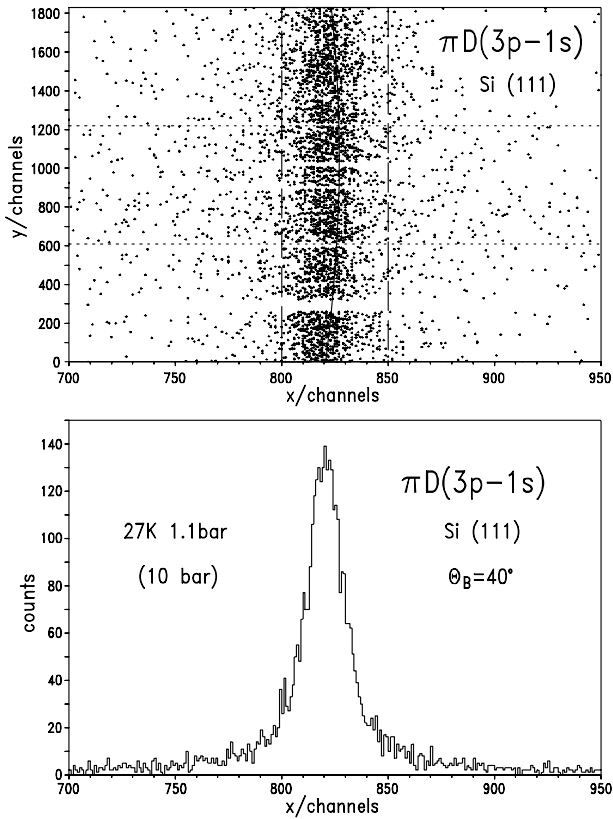 1800
1600
1400
1200
1000
800
600
400
200
0
y/channels
πD(3p−1s)
Si (111)
700 750 800 850 900 950
x/channels
140
120
100
80
60
40
20
0
counts
πD(3p−1s)
27K 1.1bar
Si (111)
(10 bar)
Θ_B=40°
700 750 800 850 900 950
x/channels